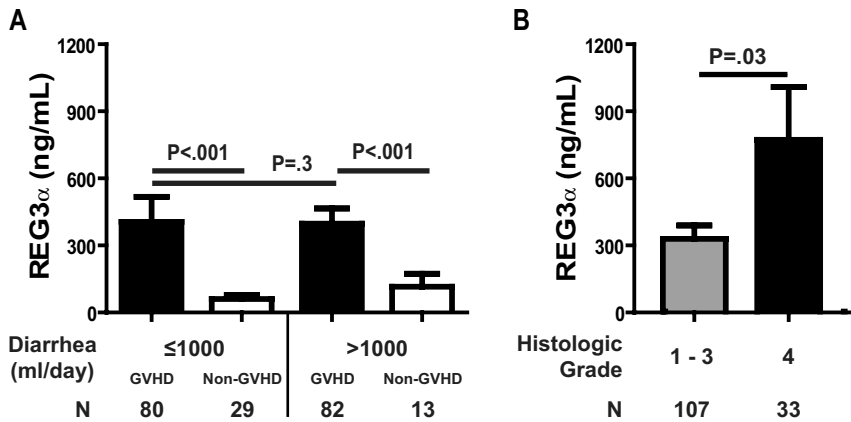 A
REG3α (ng/mL)
1200
900
600
300
0
P<.001
P=.3
P<.001
Diarrhea (ml/day)
≤1000
>1000
GVHD
Non-GVHD
GVHD
Non-GVHD
N
80
29
82
13
B
REG3α (ng/mL)
1200
900
600
300
0
P=.03
Histologic Grade
1 - 3
4
N
107
33